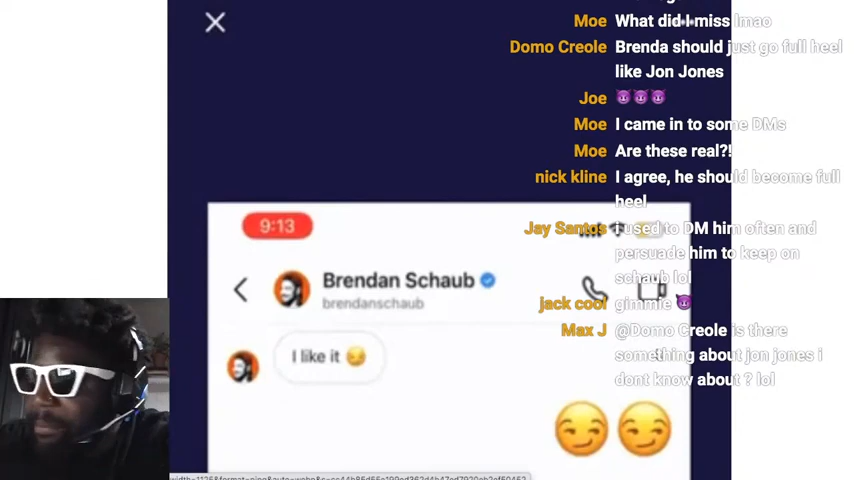 Moe What did I miss lmao
Domo Creole Brenda should just go full heel
like Jon Jones
Joe 😈😈😈
Moe I came in to some DMs
Moe Are these real?!
nick kline I agree, he should become full
heel
Jay Santos I used to DM him often and
persuade him to keep on
schaub lol
jack cool gimmie 😈
Max J @Domo Creole is there
something about jon jones i
dont know about ? lol
9:13
Brendan Schaub
brendanschaub
I like it 😏
😏😏